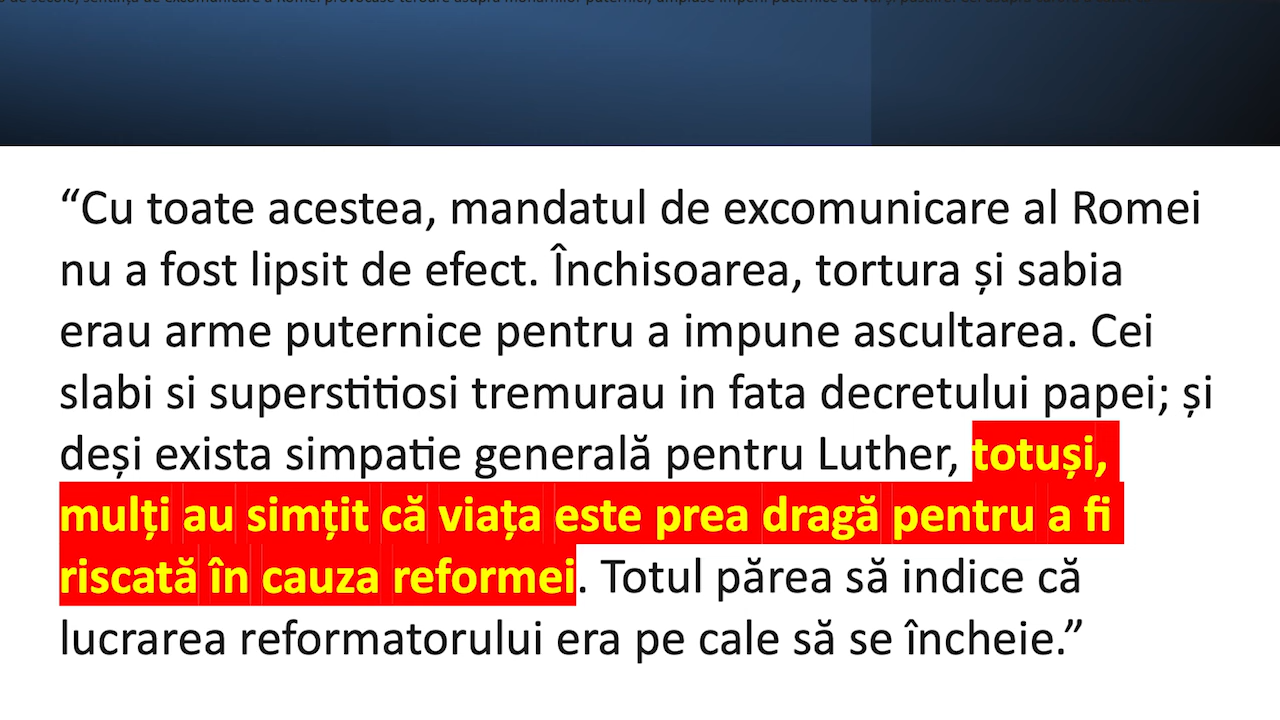 “Cu toate acestea, mandatul de excomunicare al Romei
nu a fost lipsit de efect. Închisoarea, tortura și sabia
erau arme puternice pentru a impune ascultarea. Cei
slabi si superstitiosi tremurau in fata decretului papei; și
deși exista simpatie generală pentru Luther, totuși,
mulți au simțit că viața este prea dragă pentru a fi
riscată în cauza reformei. Totul părea să indice că
lucrarea reformatorului era pe cale să se încheie.”